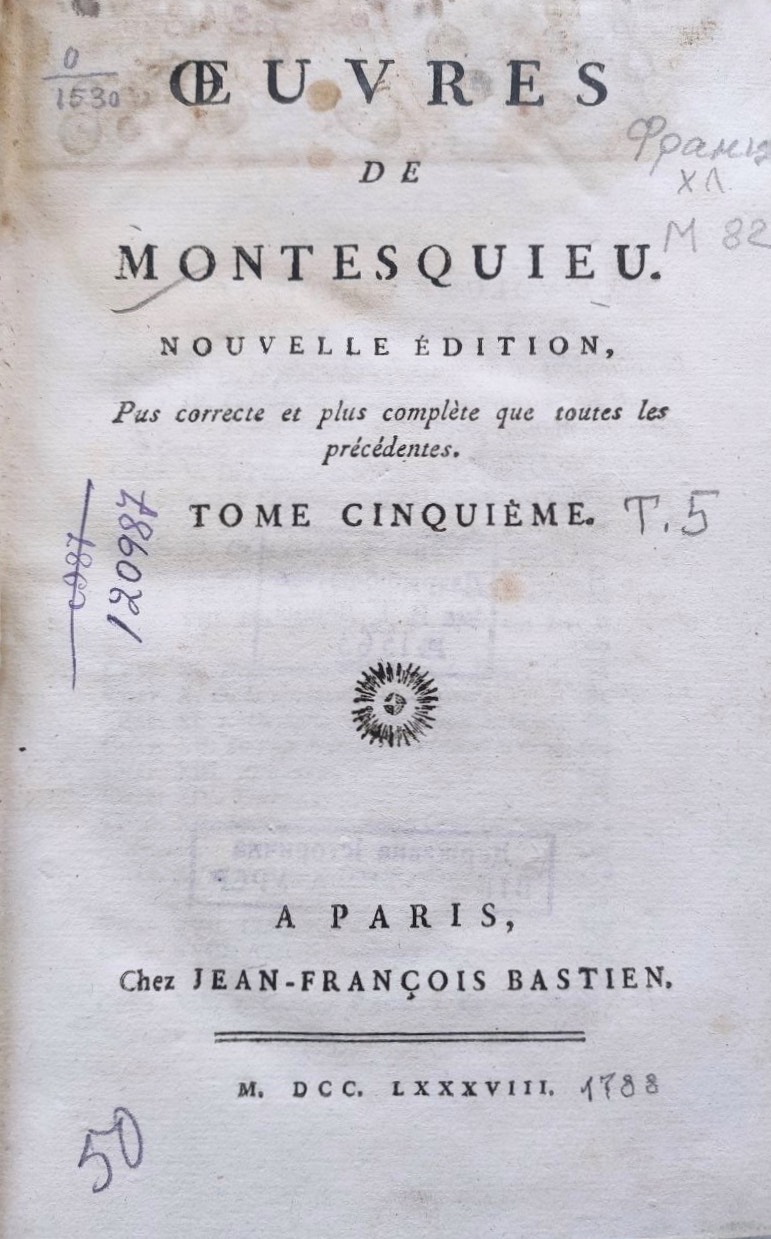 0
1530
ŒUVRES
DE
Франц
ХЛ
М 82
MONTESQUIEU.
NOUVELLE ÉDITION,
Pus correcte et plus complète que toutes les
précédentes.
TOME CINQUIÈME. Т. 5
120987
A PARIS,
Chez JEAN-FRANÇOIS BASTIEN.
M. DCC. LXXXVIII. 1788
50